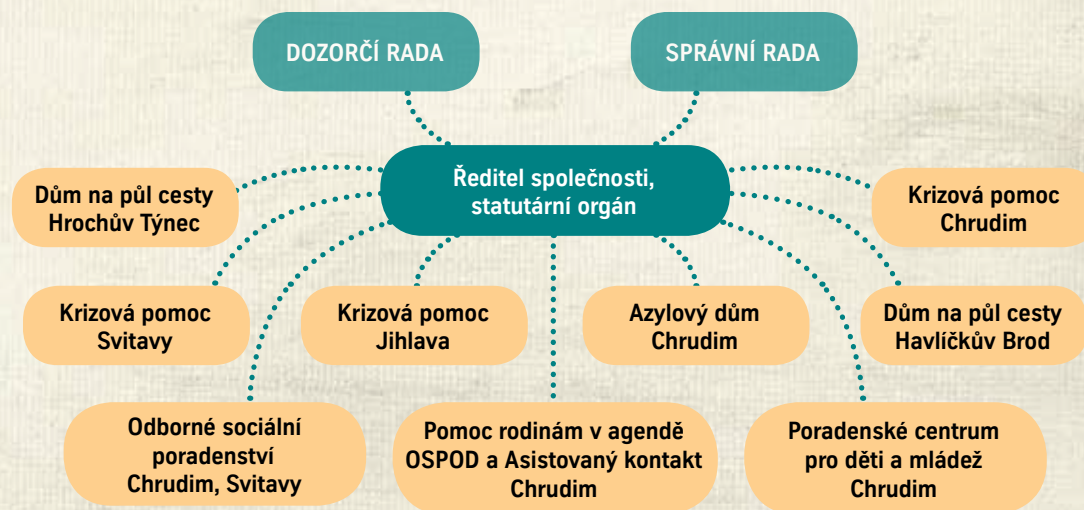 DOZORČÍ RADA
SPRÁVNÍ RADA
Ředitel společnosti,
statutární orgán
Dům na půl cesty
Hrochův Týnec
Krizová pomoc
Chrudim
Krizová pomoc
Svitavy
Krizová pomoc
Jihlava
Azylový dům
Chrudim
Dům na půl cesty
Havlíčkův Brod
Odborné sociální
poradenství
Chrudim, Svitavy
Pomoc rodinám v agendě
OSPOD a Asistovaný kontakt
Chrudim
Poradenské centrum
pro děti a mládež
Chrudim